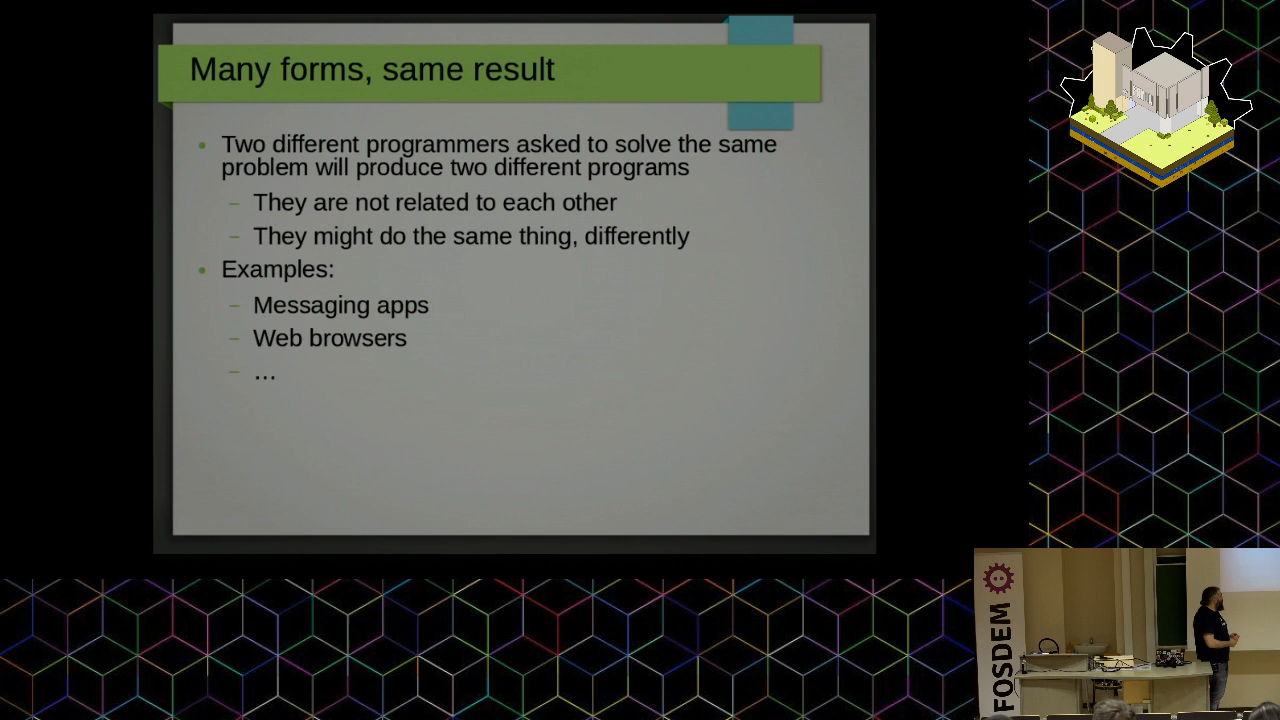 Many forms, same result
• Two different programmers asked to solve the same
problem will produce two different programs
– They are not related to each other
– They might do the same thing, differently
• Examples:
– Messaging apps
– Web browsers
– ...
FOSDEM